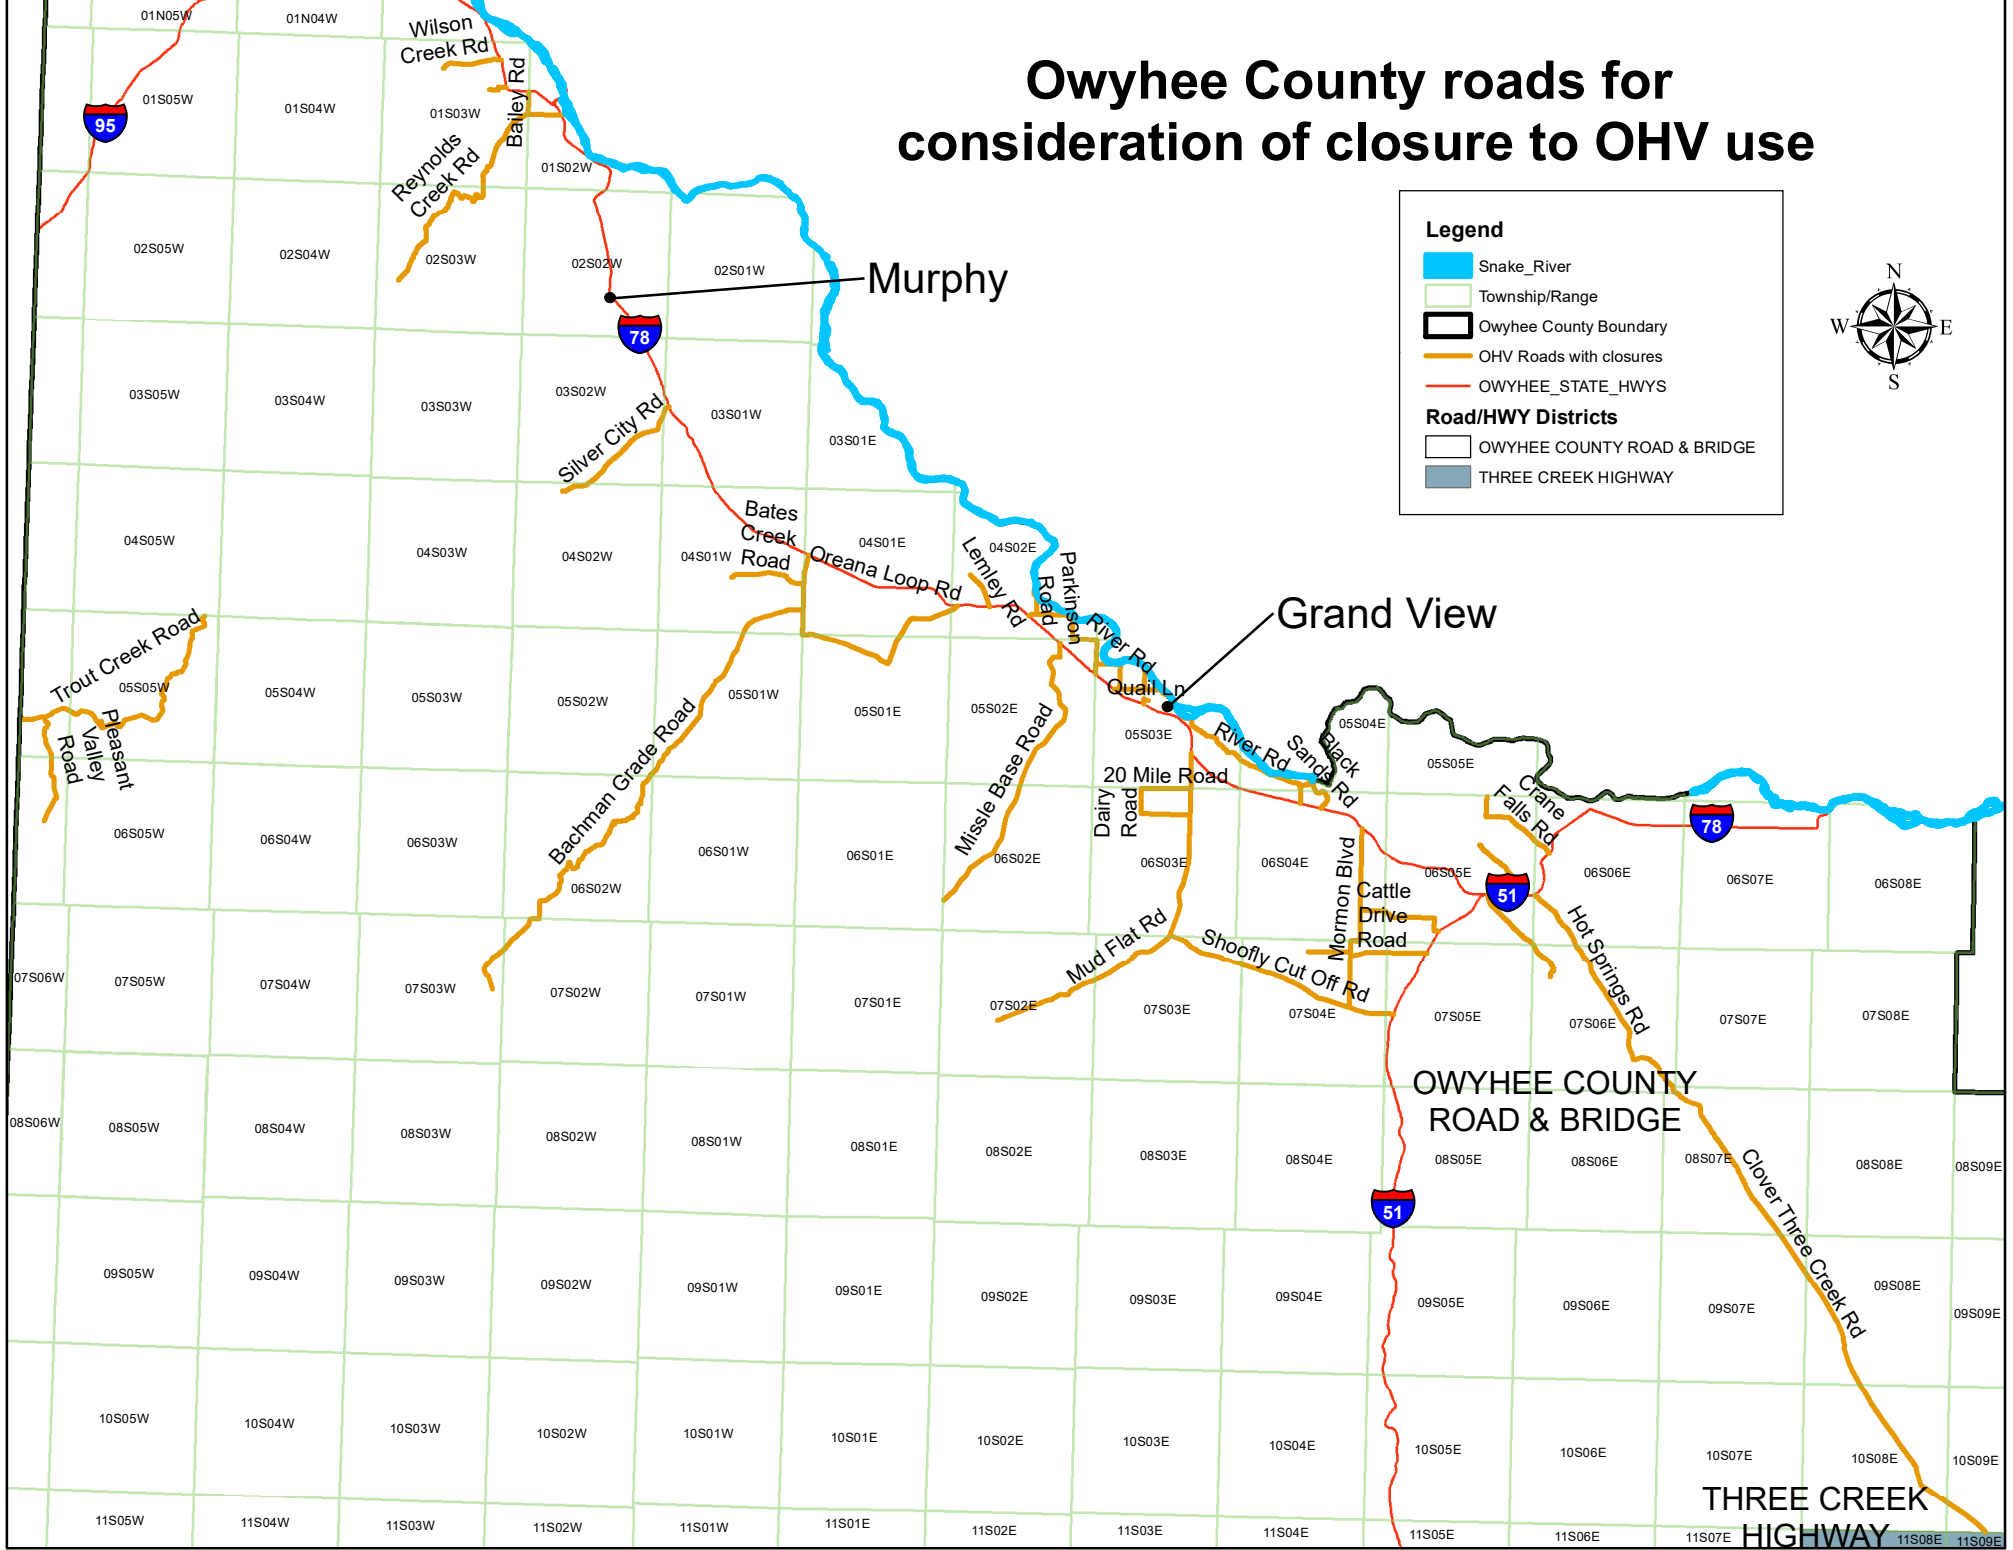 Owyhee County roads for
consideration of closure to OHV use
Legend
Snake_River
Township/Range
Owyhee County Boundary
OHV Roads with closures
OWYHEE_STATE_HWYS
Road/HWY Districts
OWYHEE COUNTY ROAD & BRIDGE
THREE CREEK HIGHWAY
N
W
E
S
01N05W
01N04W
Wilson
Creek Rd
Bailey Rd
Reynolds
Creek Rd
95
01S05W
01S04W
01S03W
01S02W
02S05W
02S04W
02S03W
02S02W
02S01W
Murphy
78
03S05W
03S04W
03S03W
03S02W
03S01W
03S01E
Silver City Rd
Bates
Creek
Road
Oreana Loop Rd
Lemley Rd
Parkinson
Road
River Rd
04S05W
04S03W
04S02W
04S01W
04S01E
04S02E
Grand View
Quail Ln
Trout Creek Road
Pleasant
Valley
Road
05S05W
05S04W
05S03W
05S02W
05S01W
05S01E
05S02E
05S03E
05S04E
05S05E
Bachman Grade Road
Missle Base Road
River Rd
Black
Sands Rd
20 Mile Road
Dairy
Road
Crane
Falls Rd
78
06S05W
06S04W
06S03W
06S02W
06S01W
06S01E
06S02E
06S03E
06S04E
06S05E
06S06E
06S07E
06S08E
51
Mormon Blvd
Cattle
Drive
Road
Mud Flat Rd
Shoofly Cut Off Rd
Hot Springs Rd
07S06W
07S05W
07S04W
07S03W
07S02W
07S01W
07S01E
07S02E
07S03E
07S04E
07S05E
07S06E
07S07E
07S08E
OWYHEE COUNTY
ROAD & BRIDGE
08S06W
08S05W
08S04W
08S03W
08S02W
08S01W
08S01E
08S02E
08S03E
08S04E
08S05E
08S06E
08S07E
08S08E
08S09E
Clover Three Creek Rd
51
09S05W
09S04W
09S03W
09S02W
09S01W
09S01E
09S02E
09S03E
09S04E
09S05E
09S06E
09S07E
09S08E
09S09E
10S05W
10S04W
10S03W
10S02W
10S01W
10S01E
10S02E
10S03E
10S04E
10S05E
10S06E
10S07E
10S08E
10S09E
THREE CREEK
HIGHWAY
11S05W
11S04W
11S03W
11S02W
11S01W
11S01E
11S02E
11S03E
11S04E
11S05E
11S06E
11S07E
11S08E
11S09E